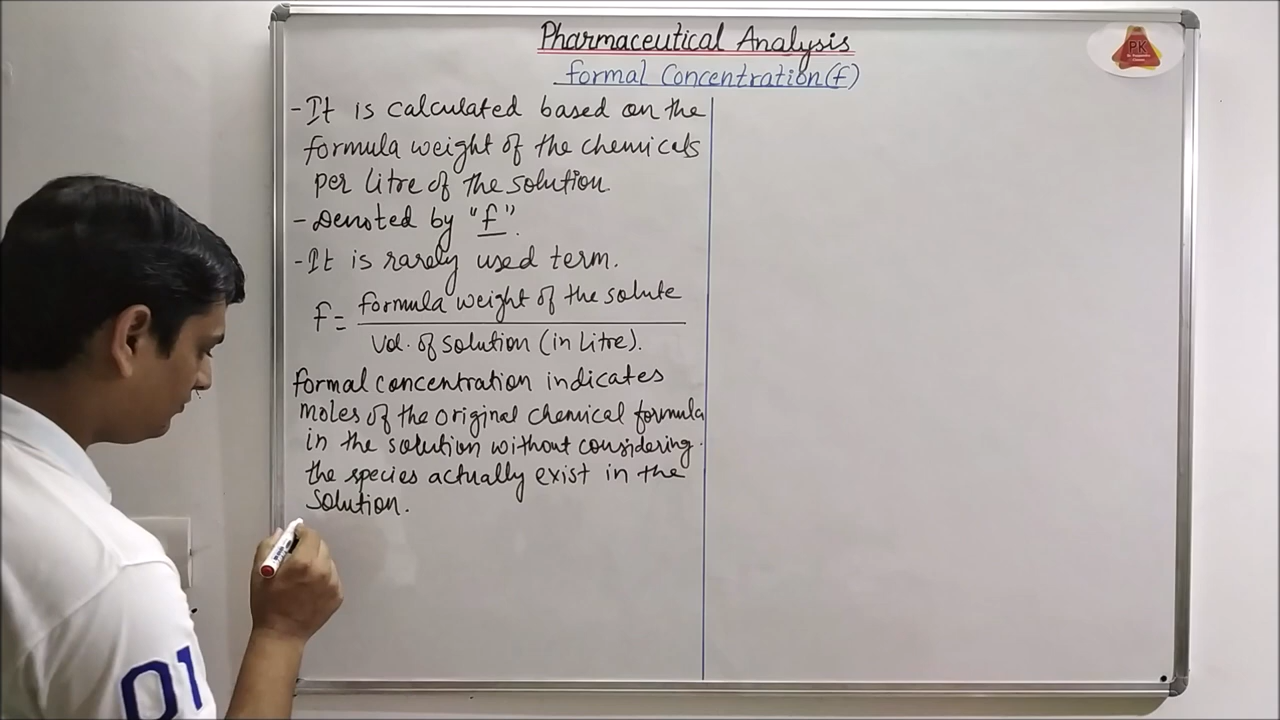 Pharmaceutical Analysis
formal Concentration (f)
PK
- It is calculated based on the
formula weight of the chemicals
per litre of the solution.
- Denoted by "f".
- It is rarely used term.
f = formula weight of the solute
Vol. of solution (in Litre).
formal concentration indicates
moles of the original chemical formula
in the solution without considering
the species actually exist in the
solution.
01